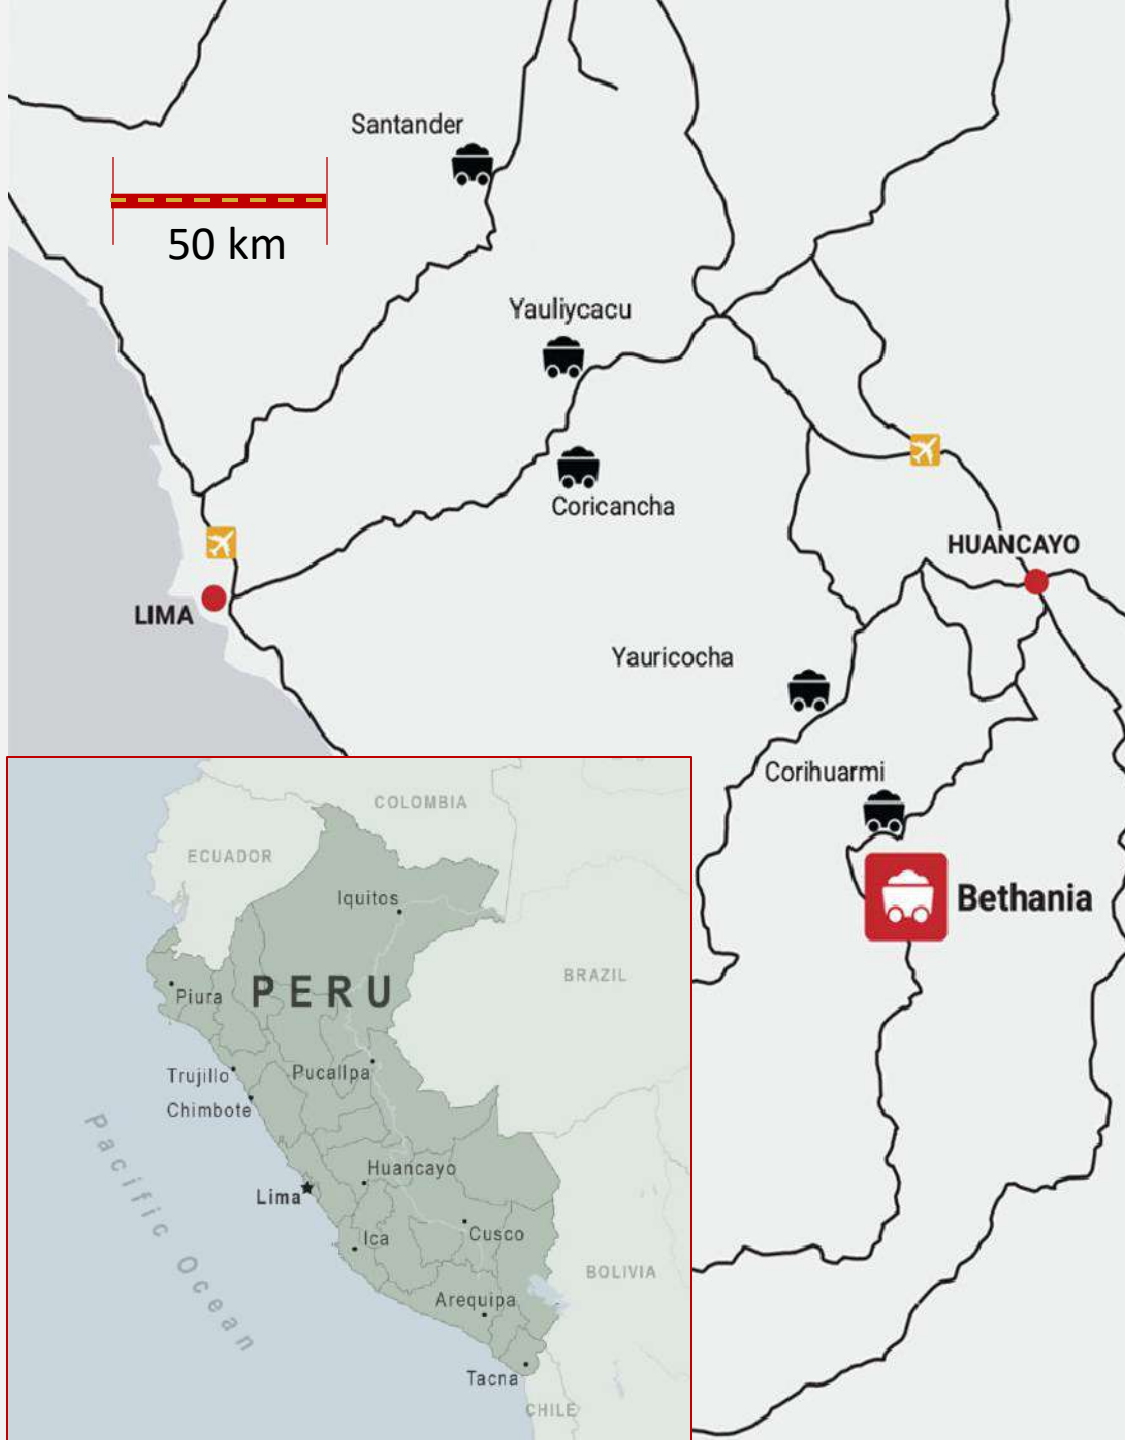 Santander
50 km
Yauliycacu
Coricancha
HUANCAYO
LIMA
Yauricocha
Corihuarmi
Bethania
COLOMBIA
ECUADOR
Iquitos
BRAZIL
PERU
Piura
Trujillo
Pucallpa
Chimbote
Pacific Ocean
Huancayo
Lima
Ica
Cusco
BOLIVIA
Arequipa
Tacna
CHILE